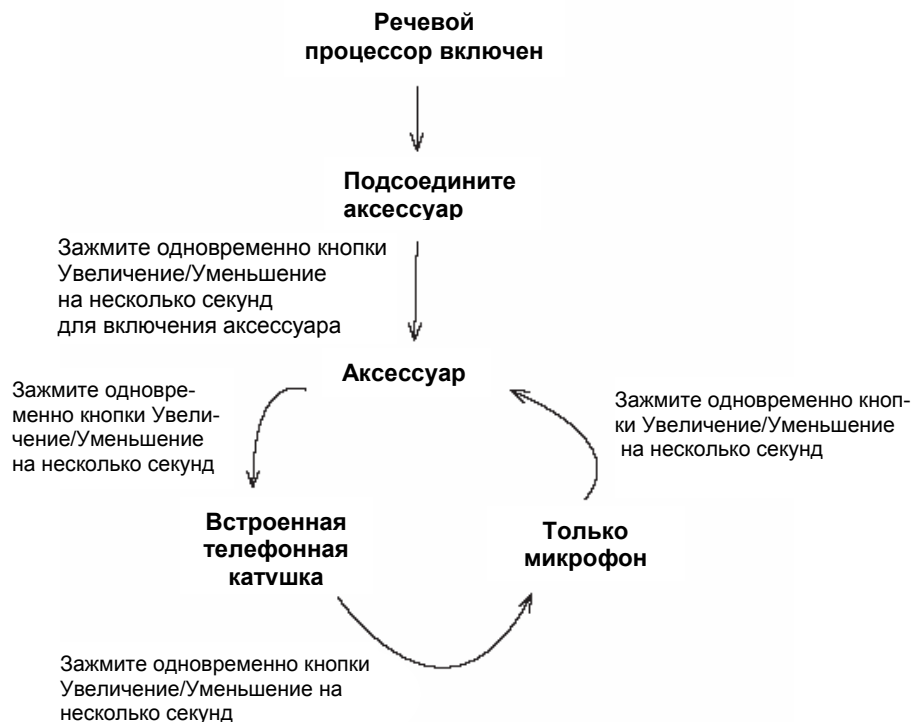 Речевой
процессор включен
Подсоедините
аксессуар
Зажмите одновременно кнопки
Увеличение/Уменьшение
на несколько секунд
для включения аксессуара
Аксессуар
Зажмите одновре-
менно кнопки Увели-
чение/Уменьшение
на несколько секунд
Зажмите одновременно кноп-
ки Увеличение/Уменьшение
на несколько секунд
Встроенная
телефонная
катушка
Только
микрофон
Зажмите одновременно кнопки
Увеличение/Уменьшение на
несколько секунд